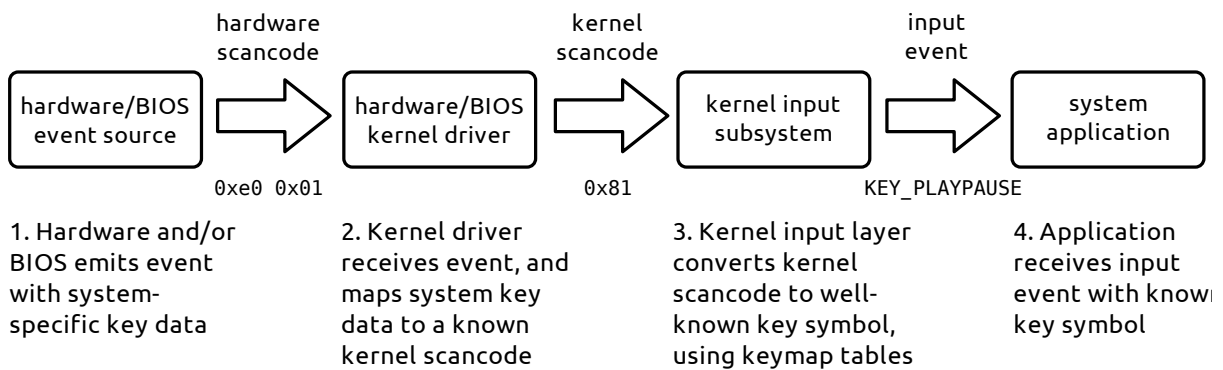 hardware
scancode
kernel
scancode
input
event
hardware/BIOS
event source
hardware/BIOS
kernel driver
kernel input
subsystem
system
application
0xe0 0x01
0x81
KEY_PLAYPAUSE
1. Hardware and/or
BIOS emits event
with system-
specific key data
2. Kernel driver
receives event, and
maps system key
data to a known
kernel scancode
3. Kernel input layer
converts kernel
scancode to well-
known key symbol,
using keymap tables
4. Application
receives input
event with known
key symbol